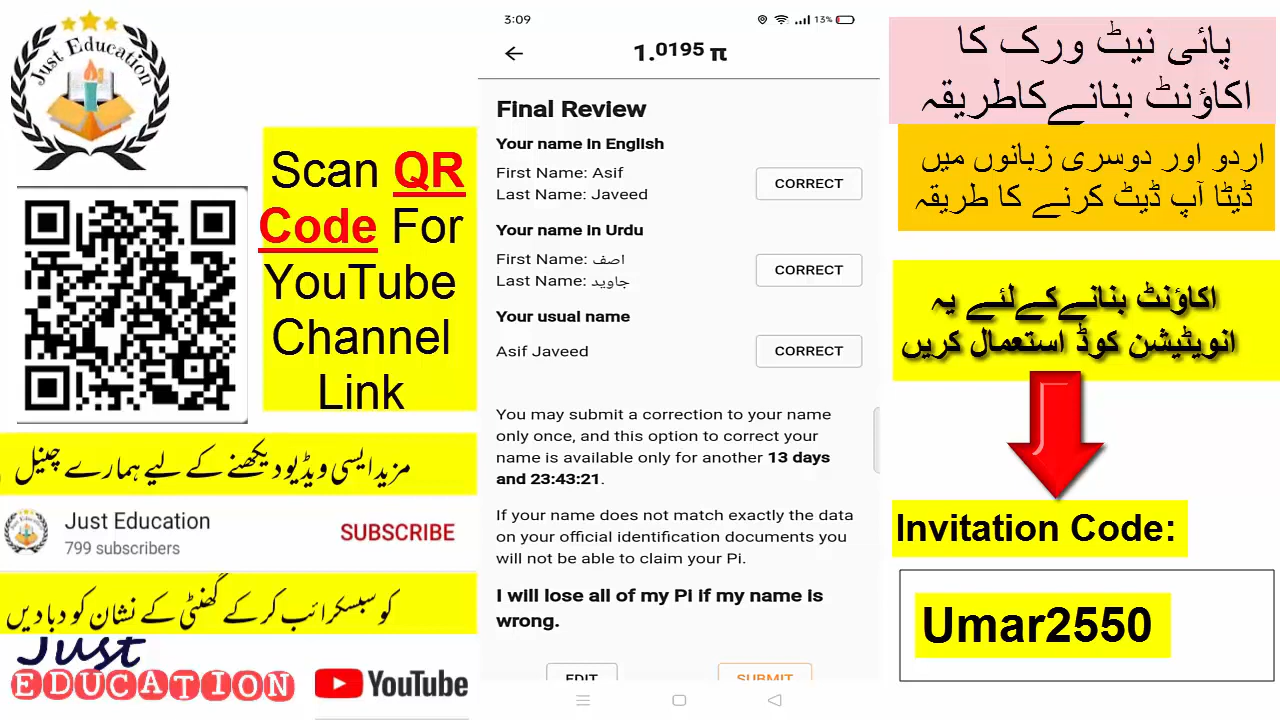 Just Education
Scan QR
Code For
YouTube
Channel
Link
مزید ایسی ویڈیو دیکھنے کے لیے ہمارے چینل
Just Education
799 subscribers
SUBSCRIBE
کو سبسکرائب کر کے گھنٹی کے نشان کو دبا دیں
Just
EDUCATION
YouTube
3:09
13%
1.0195 π
Final Review
Your name in English
First Name: Asif
Last Name: Javeed
CORRECT
Your name in Urdu
First Name: اصف
Last Name: جاوید
CORRECT
Your usual name
Asif Javeed
CORRECT
You may submit a correction to your name
only once, and this option to correct your
name is available only for another 13 days
and 23:43:21.
If your name does not match exactly the data
on your official identification documents you
will not be able to claim your Pi.
I will lose all of my Pi if my name is
wrong.
EDIT
SUBMIT
پائی نیٹ ورک کا
اکاؤنٹ بنانےکاطریقہ
اردو اور دوسری زبانوں میں
ڈیٹا آپ ڈیٹ کرنے کا طریقہ
اکاؤنٹ بنانےکےلئے یہ
انویٹیشن کوڈ استعمال کریں
Invitation Code:
Umar2550